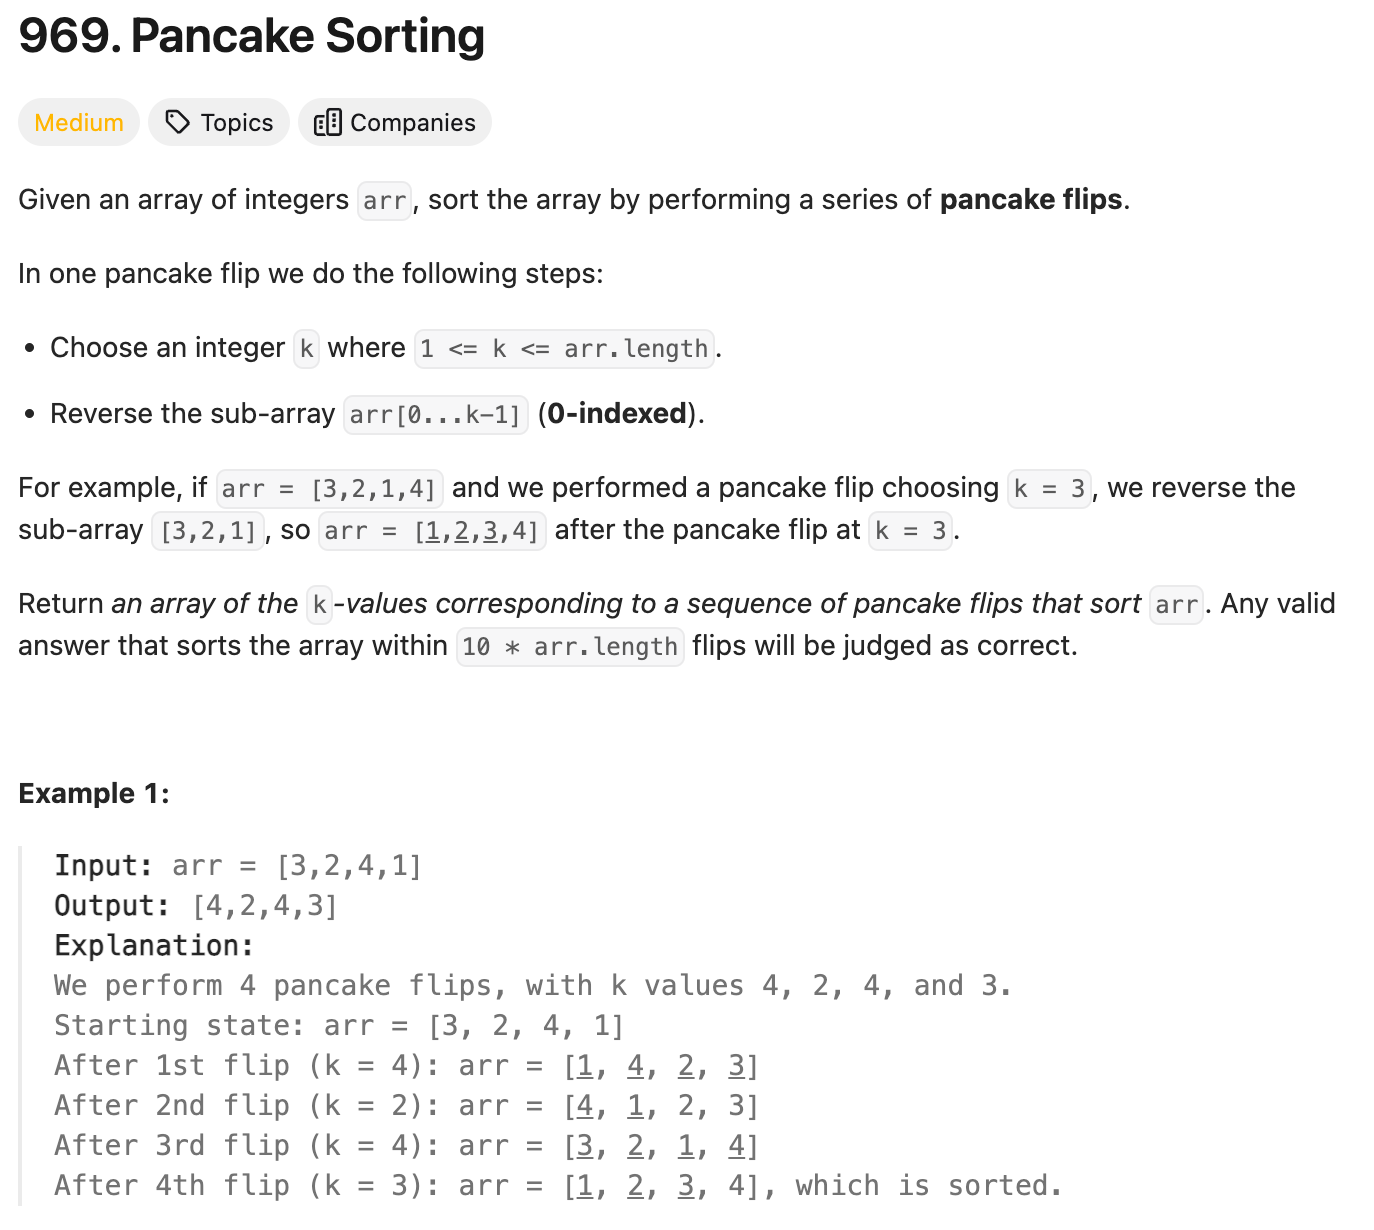 969. Pancake Sorting
Medium Topics Companies
Given an array of integers arr, sort the array by performing a series of pancake flips.
In one pancake flip we do the following steps:
• Choose an integer k where 1 <= k <= arr.length.
• Reverse the sub-array arr[0...k-1] (0-indexed).
For example, if arr = [3,2,1,4] and we performed a pancake flip choosing k = 3, we reverse the
sub-array [3,2,1], so arr = [1,2,3,4] after the pancake flip at k = 3.
Return an array of the k-values corresponding to a sequence of pancake flips that sort arr. Any valid
answer that sorts the array within 10 * arr.length flips will be judged as correct.
Example 1:
Input: arr = [3,2,4,1]
Output: [4,2,4,3]
Explanation:
We perform 4 pancake flips, with k values 4, 2, 4, and 3.
Starting state: arr = [3, 2, 4, 1]
After 1st flip (k = 4): arr = [1, 4, 2, 3]
After 2nd flip (k = 2): arr = [4, 1, 2, 3]
After 3rd flip (k = 4): arr = [3, 2, 1, 4]
After 4th flip (k = 3): arr = [1, 2, 3, 4], which is sorted.